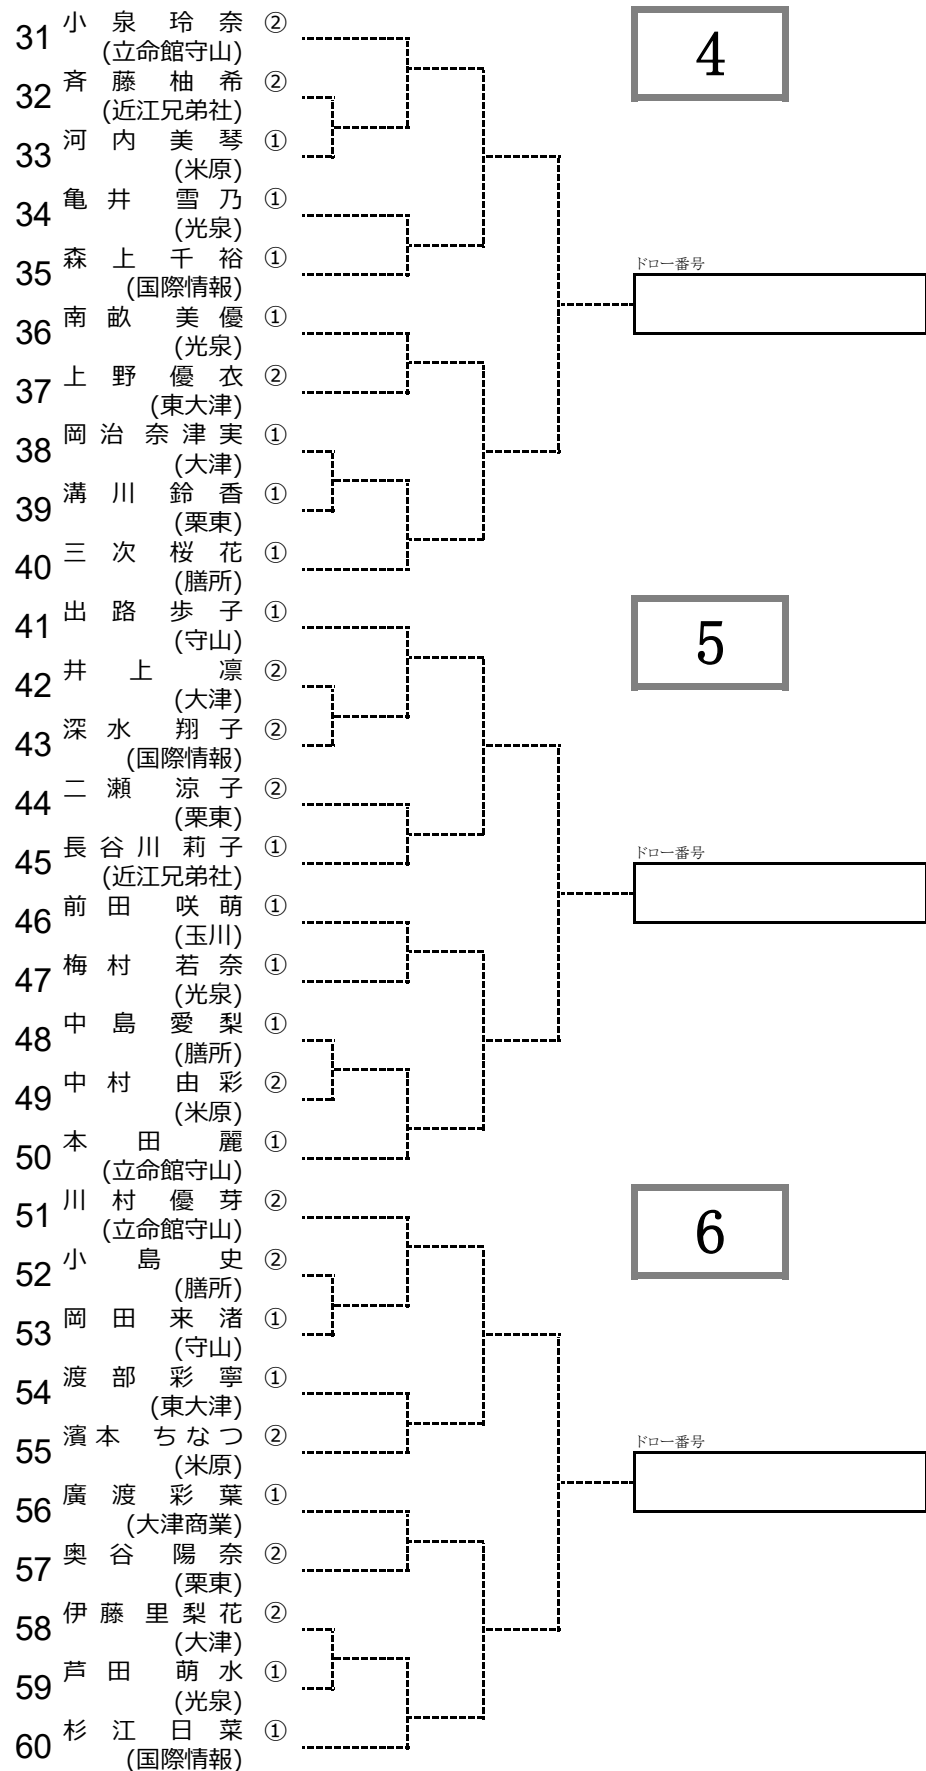 31 小泉 玲奈 ②
(立命館守山)
4
32 斉藤 柚希 ②
(近江兄弟社)
33 河内 美琴 ①
(米原)
34 亀井 雪乃 ①
(光泉)
35 森上 千裕 ①
(国際情報)
ドロー番号
36 南畝 美優 ①
(光泉)
37 上野 優衣 ②
(東大津)
38 岡治奈津実 ①
(大津)
39 溝川 鈴香 ①
(栗東)
40 三次 桜花 ①
(膳所)
41 出路 歩子 ①
(守山)
5
42 井上 凛 ②
(大津)
43 深水 翔子 ②
(国際情報)
44 二瀬 涼子 ②
(栗東)
45 長谷川莉子 ①
(近江兄弟社)
ドロー番号
46 前田 咲萌 ①
(玉川)
47 梅村 若奈 ①
(光泉)
48 中島 愛梨 ①
(膳所)
49 中村 由彩 ②
(米原)
50 本田 麗 ①
(立命館守山)
51 川村 優芽 ②
(立命館守山)
6
52 小島 史 ②
(膳所)
53 岡田 来渚 ①
(守山)
54 渡部 彩寧 ①
(東大津)
55 濱本 ちなつ ②
(米原)
ドロー番号
56 廣渡 彩葉 ①
(大津商業)
57 奥谷 陽奈 ②
(栗東)
58 伊藤里梨花 ②
(大津)
59 芦田 萌水 ①
(光泉)
60 杉江 日菜 ①
(国際情報)